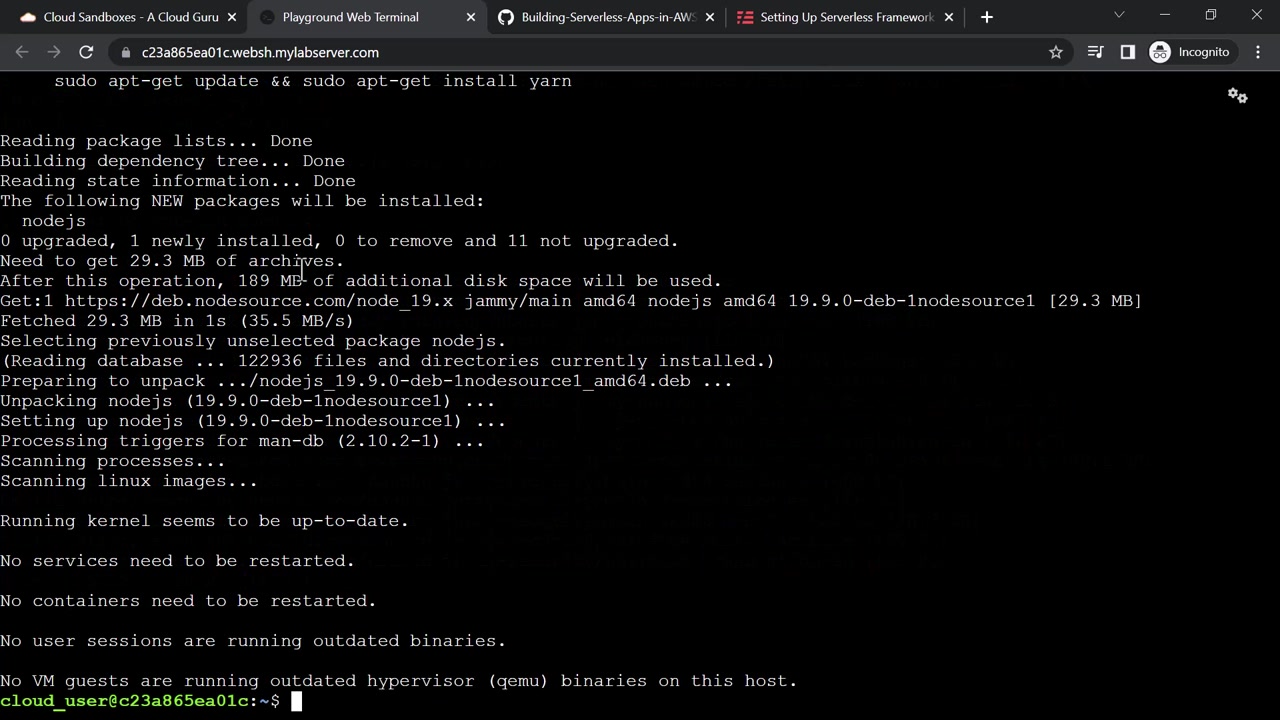 Cloud Sandboxes - A Cloud Guru
Playground Web Terminal
Building-Serverless-Apps-in-AWS
Setting Up Serverless Framework
c23a865ea01c.websh.mylabserver.com
Incognito
sudo apt-get update && sudo apt-get install yarn
Reading package lists... Done
Building dependency tree... Done
Reading state information... Done
The following NEW packages will be installed:
nodejs
0 upgraded, 1 newly installed, 0 to remove and 11 not upgraded.
Need to get 29.3 MB of archives.
After this operation, 189 MB of additional disk space will be used.
Get:1 https://deb.nodesource.com/node_19.x jammy/main amd64 nodejs amd64 19.9.0-deb-1nodesource1 [29.3 MB]
Fetched 29.3 MB in 1s (35.5 MB/s)
Selecting previously unselected package nodejs.
(Reading database ... 122936 files and directories currently installed.)
Preparing to unpack .../nodejs_19.9.0-deb-1nodesource1_amd64.deb ...
Unpacking nodejs (19.9.0-deb-1nodesource1) ...
Setting up nodejs (19.9.0-deb-1nodesource1) ...
Processing triggers for man-db (2.10.2-1) ...
Scanning processes...
Scanning linux images...
Running kernel seems to be up-to-date.
No services need to be restarted.
No containers need to be restarted.
No user sessions are running outdated binaries.
No VM guests are running outdated hypervisor (qemu) binaries on this host.
cloud_user@c23a865ea01c:~$